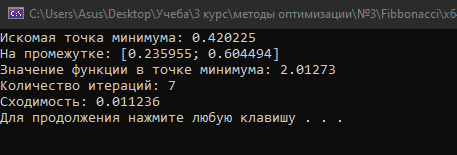 C:\Users\Asus\Desktop\Учеба\3 курс\методы оптимизации\№3\Fibbonacci\x6
Искомая точка минимума: 0.420225
На промежутке: [0.235955; 0.604494]
Значение функции в точке минимума: 2.01273
Количество итераций: 7
Сходимость: 0.011236
Для продолжения нажмите любую клавишу . . .